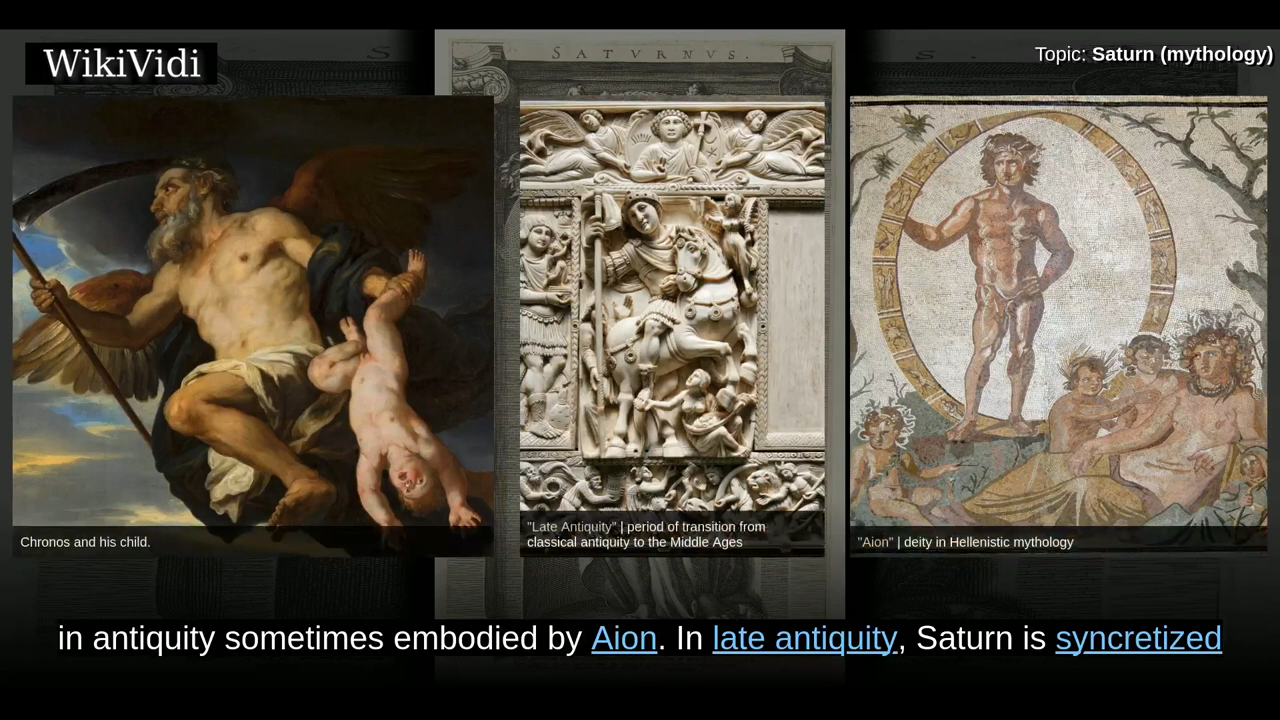 WikiVidi
Topic: Saturn (mythology)
SATVRNVS.
Chronos and his child.
"Late Antiquity" | period of transition from
classical antiquity to the Middle Ages
"Aion" | deity in Hellenistic mythology
in antiquity sometimes embodied by Aion. In late antiquity, Saturn is syncretized